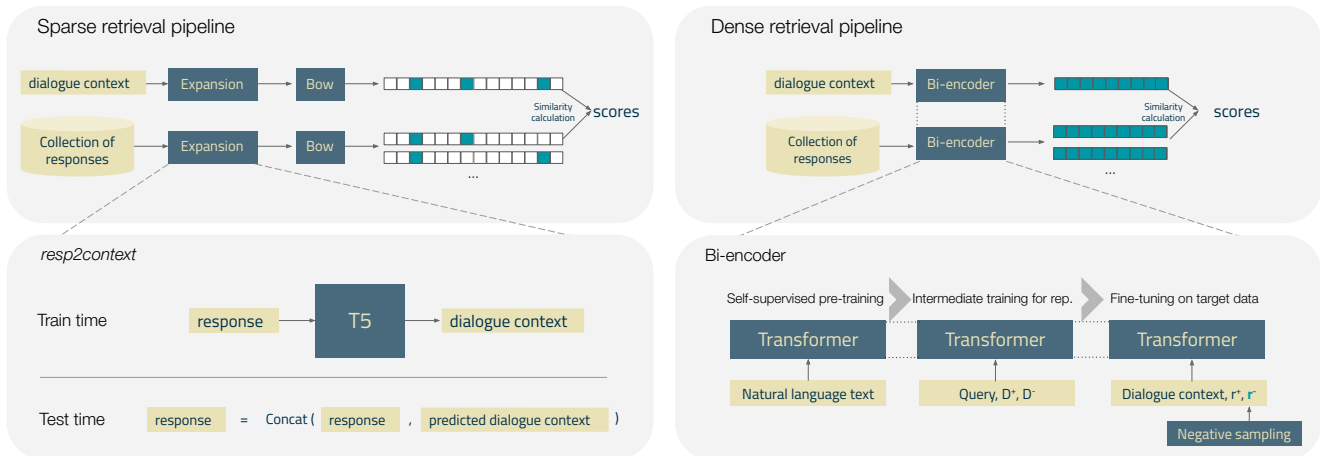 Sparse retrieval pipeline
dialogue context
Expansion
Bow
Similarity
calculation
scores
Collection of
responses
Expansion
Bow
...
resp2context
Train time
response
T5
dialogue context
Test time
response = Concat ( response , predicted dialogue context )
Dense retrieval pipeline
dialogue context
Bi-encoder
Similarity
calculation
scores
Collection of
responses
Bi-encoder
...
Bi-encoder
Self-supervised pre-training
Intermediate training for rep.
Fine-tuning on target data
Transformer
Transformer
Transformer
Natural language text
Query, D⁺, D⁻
Dialogue context, r⁺, r⁻
Negative sampling